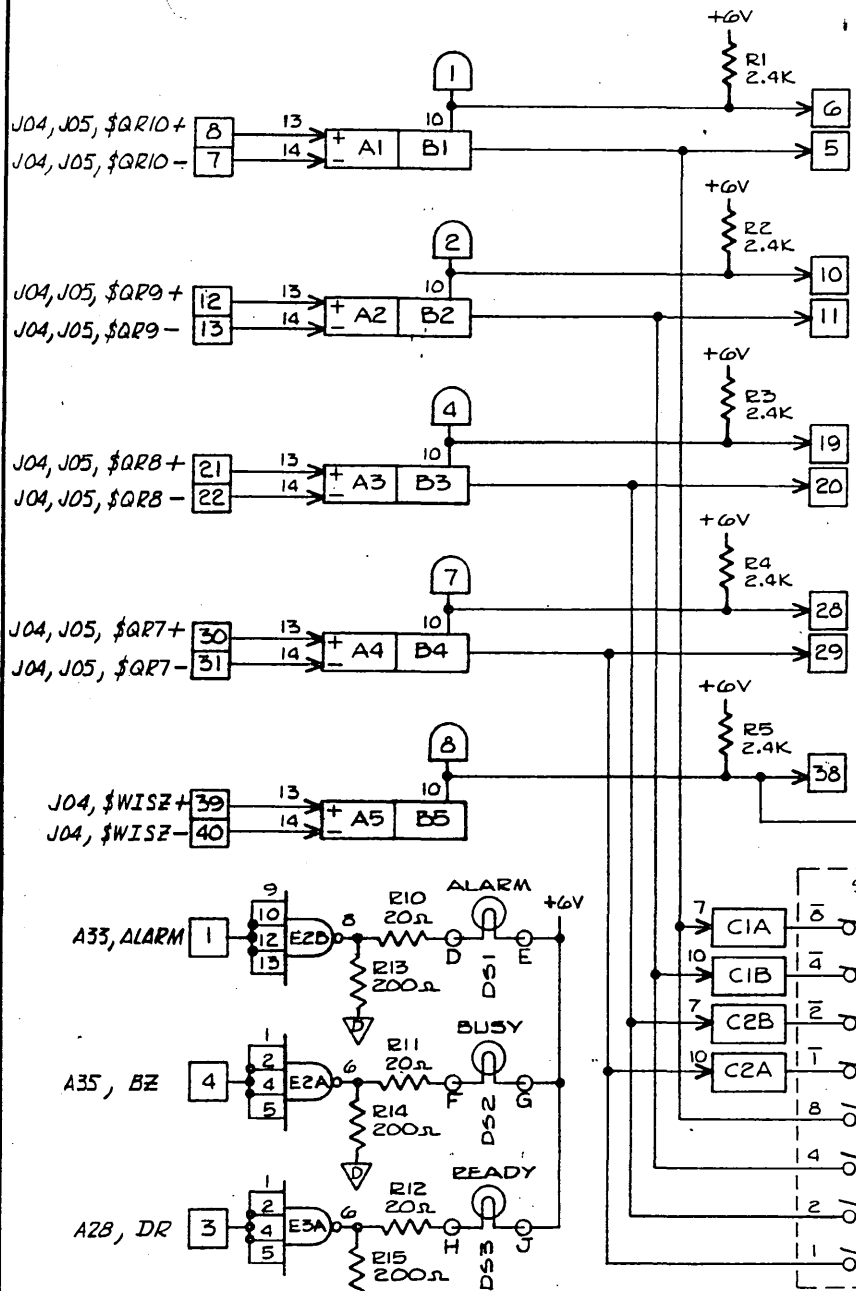 +6V
R1
2.4K
1
10
6
J04, J05, $QR10+ 8 13 + A1 B1
J04, J05, $QR10- 7 14 -
5
+6V
R2
2.4K
2
10
10
J04, J05, $QR9+ 12 13 + A2 B2
J04, J05, $QR9- 13 14 -
11
+6V
R3
2.4K
4
10
19
J04, J05, $QR8+ 21 13 + A3 B3
J04, J05, $QR8- 22 14 -
20
+6V
R4
2.4K
7
10
28
J04, J05, $QR7+ 30 13 + A4 B4
J04, J05, $QR7- 31 14 -
29
+6V
R5
2.4K
8
10
38
J04, $WISZ+ 39 13 + A5 B5
J04, $WISZ- 40 14 -
ALARM
+6V
R10
20Ω
A33, ALARM 1
9
10
12
13
E2B 8
D DS1 E
R13
200Ω
D
BUSY
R11
20Ω
A35, BZ 4
1
2
4
5
E2A 6
F DS2 G
R14
200Ω
D
READY
R12
20Ω
A28, DR 3
1
2
4
5
E3A 6
H DS3 J
R15
200Ω
7 C1A 8̅
10 C1B 4̅
7 C2B 2̅
10 C2A 1̅
8
4
2
1